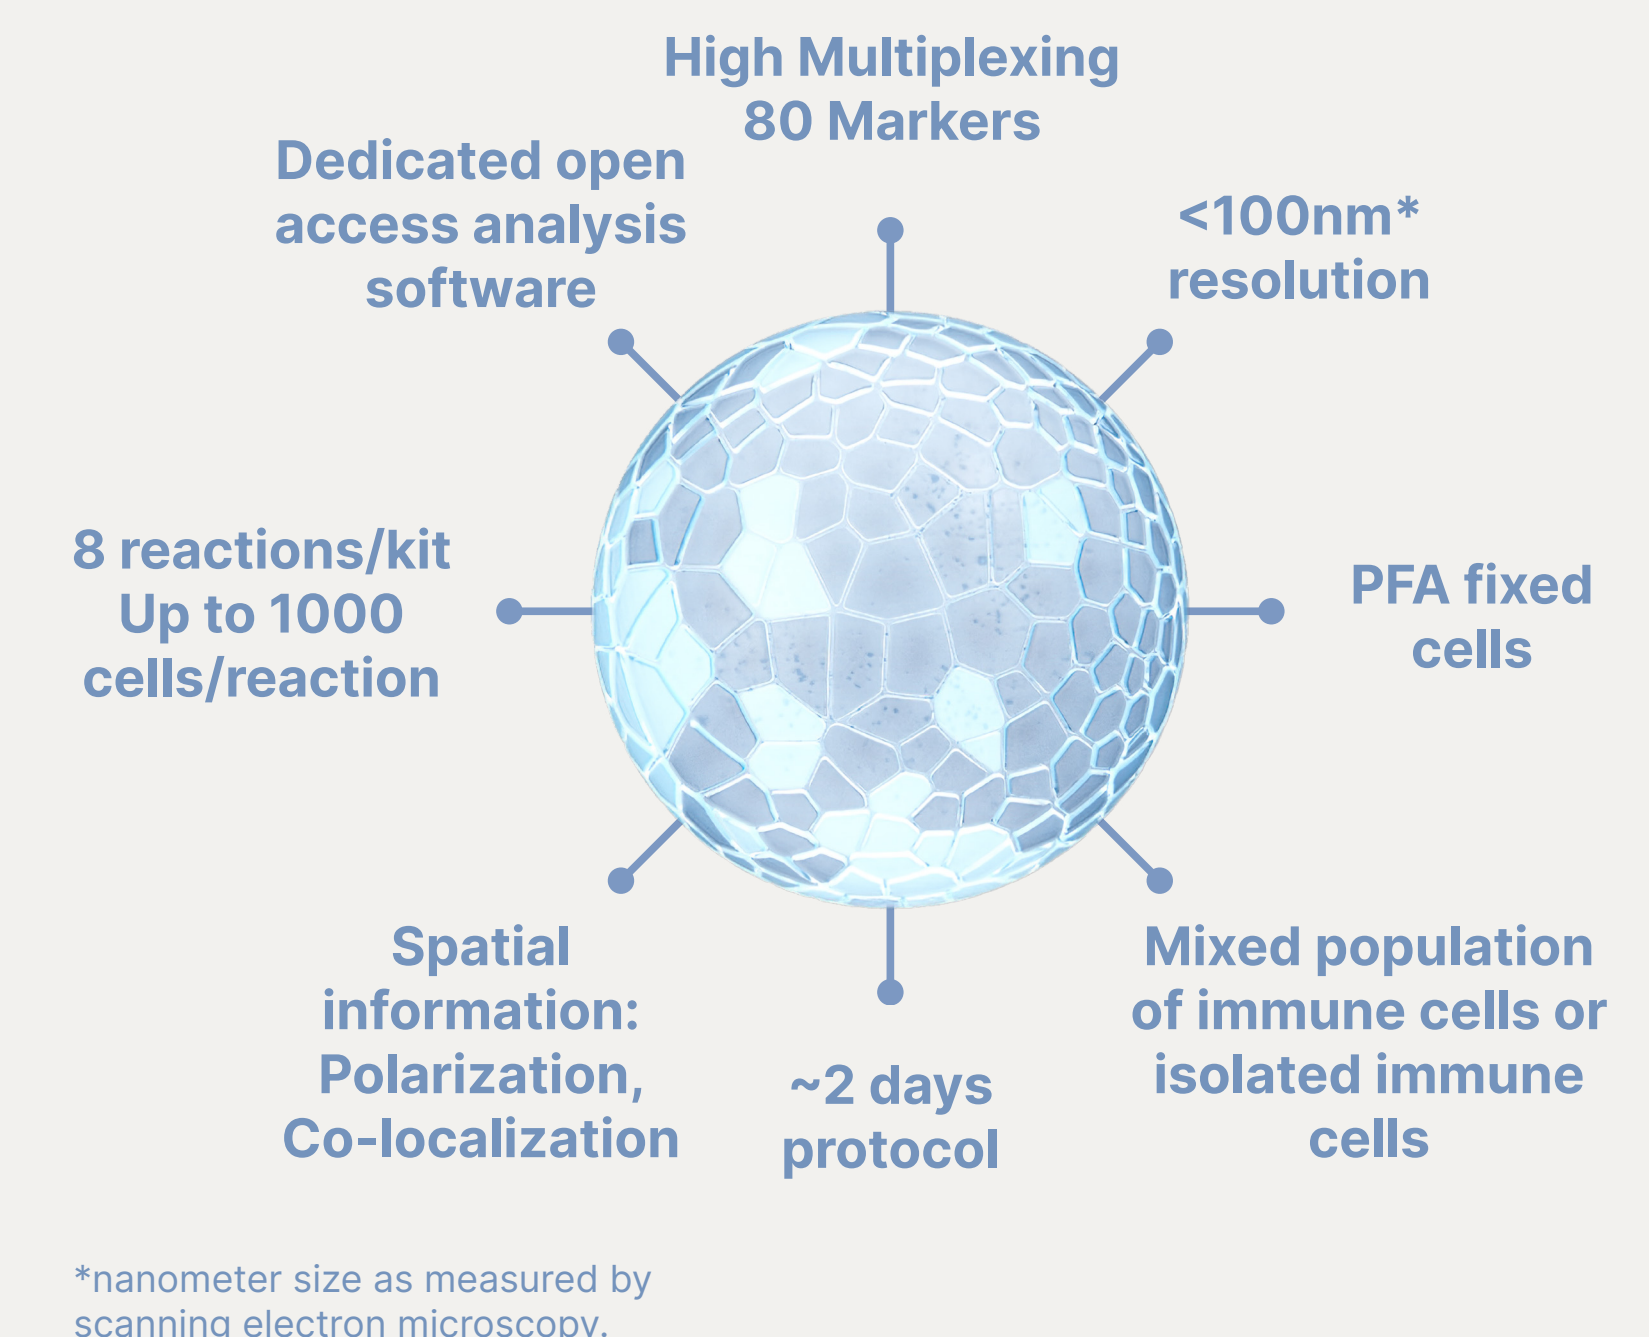 High Multiplexing
80 Markers
Dedicated open
access analysis
software
<100nm*
resolution
8 reactions/kit
Up to 1000
cells/reaction
PFA fixed
cells
Spatial
information:
Polarization,
Co-localization
~2 days
protocol
Mixed population
of immune cells or
isolated immune
cells
*nanometer size as measured by
scanning electron microscopy.